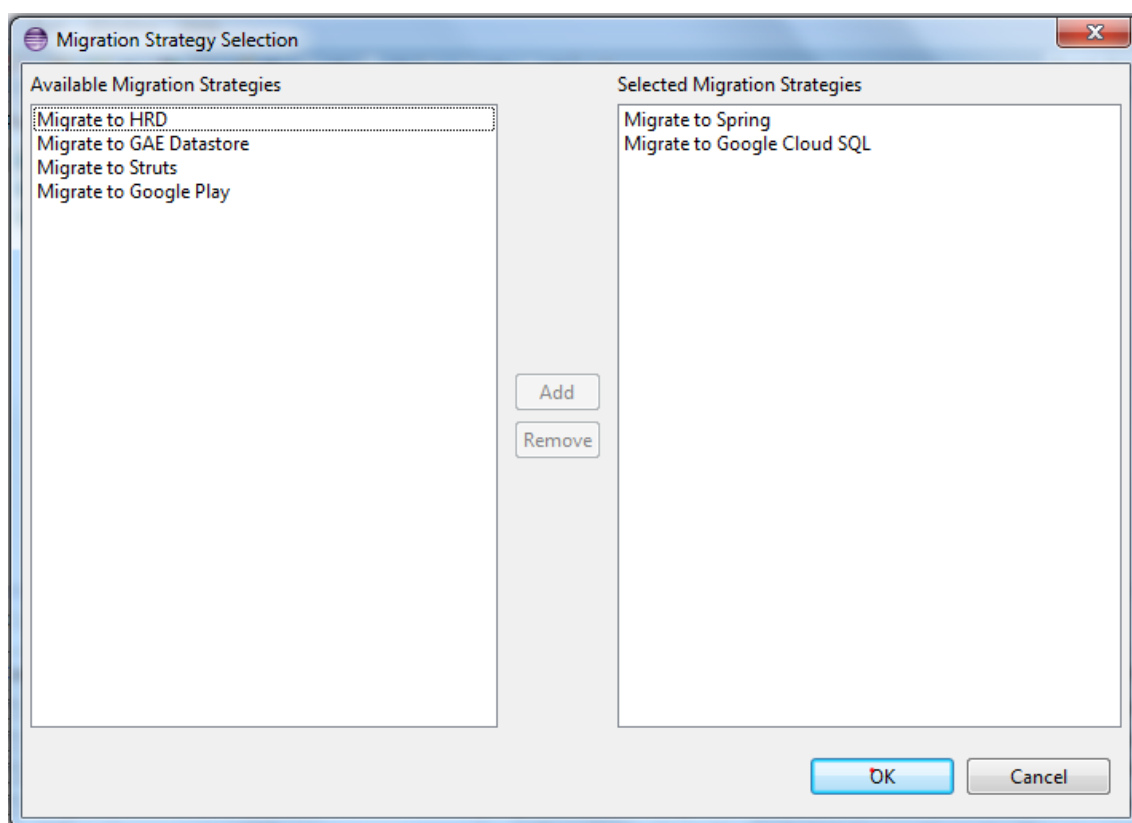 Migration Strategy Selection
Available Migration Strategies
Migrate to HRD
Migrate to GAE Datastore
Migrate to Struts
Migrate to Google Play
Add
Remove
Selected Migration Strategies
Migrate to Spring
Migrate to Google Cloud SQL
OK
Cancel